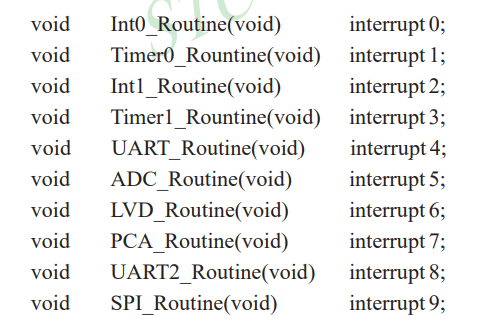 STC
void Int0_Routine(void) interrupt 0;
void Timer0_Rountine(void) interrupt 1;
void Int1_Routine(void) interrupt 2;
void Timer1_Rountine(void) interrupt 3;
void UART_Routine(void) interrupt 4;
void ADC_Routine(void) interrupt 5;
void LVD_Routine(void) interrupt 6;
void PCA_Routine(void) interrupt 7;
void UART2_Routine(void) interrupt 8;
void SPI_Routine(void) interrupt 9;